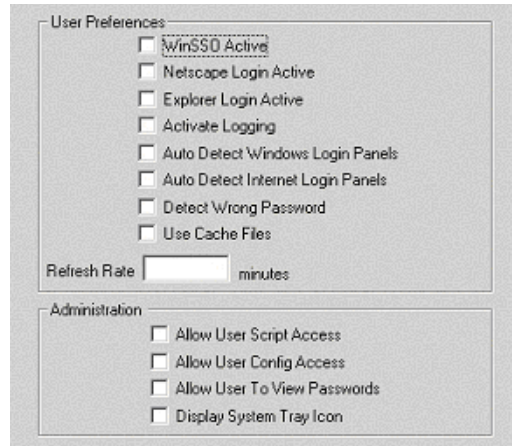 User Preferences
WinSSO Active
Netscape Login Active
Explorer Login Active
Activate Logging
Auto Detect Windows Login Panels
Auto Detect Internet Login Panels
Detect Wrong Password
Use Cache Files
Refresh Rate minutes
Administration
Allow User Script Access
Allow User Config Access
Allow User To View Passwords
Display System Tray Icon